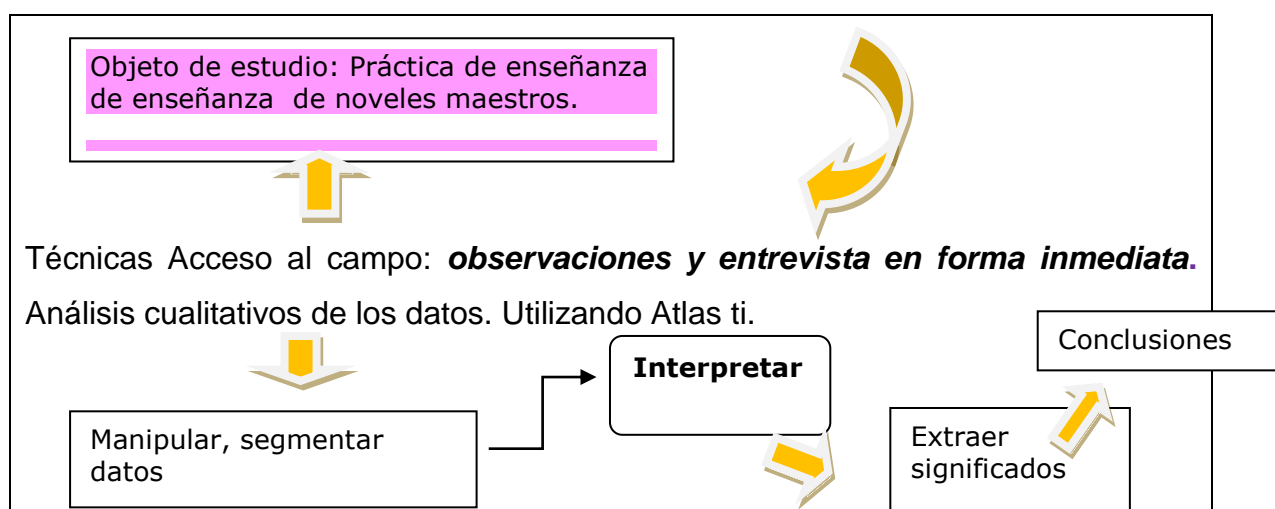 Objeto de estudio: Práctica de enseñanza
de enseñanza de noveles maestros.
Técnicas Acceso al campo: observaciones y entrevista en forma inmediata.
Análisis cualitativos de los datos. Utilizando Atlas ti.
Conclusiones
Interpretar
Manipular, segmentar
datos
Extraer
significados